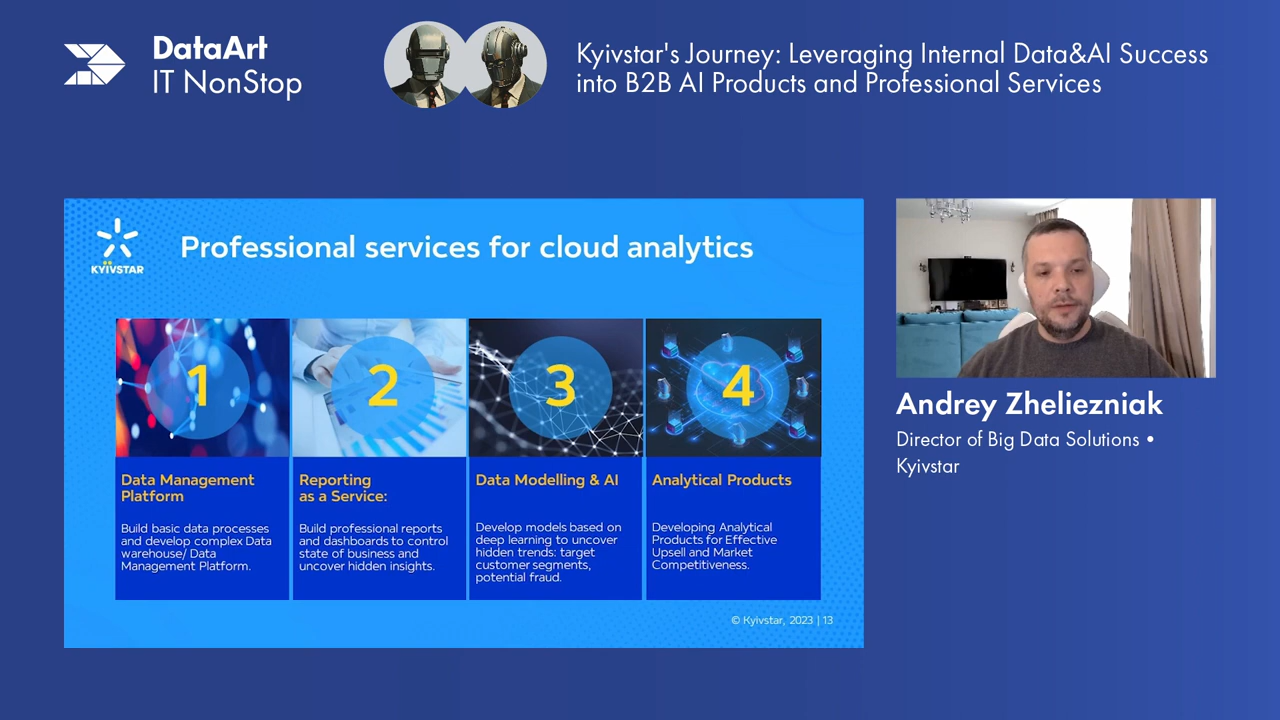 DataArt
IT NonStop
Kyivstar's Journey: Leveraging Internal Data&AI Success
into B2B AI Products and Professional Services
KYЇVSTAR
Professional services for cloud analytics
1
2
3
4
Data Management
Platform
Build basic data processes
and develop complex Data
warehouse/ Data
Management Platform.
Reporting
as a Service:
Build professional reports
and dashboards to control
state of business and
uncover hidden insights.
Data Modelling & AI
Develop models based on
deep learning to uncover
hidden trends: target
customer segments,
potential fraud.
Analytical Products
Developing Analytical
Products for Effective
Upsell and Market
Competitiveness.
© Kyivstar, 2023 | 13
Andrey Zheliezniak
Director of Big Data Solutions •
Kyivstar